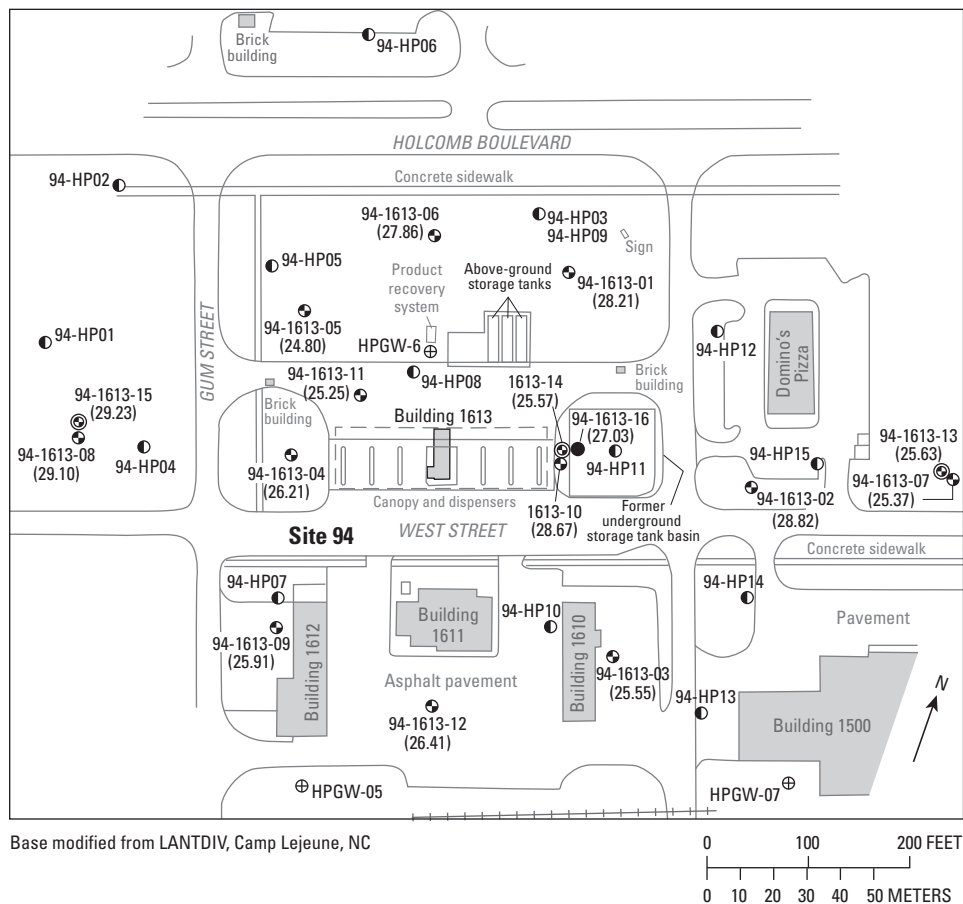 Brick
building
94-HP06
HOLCOMB BOULEVARD
94-HP02
Concrete sidewalk
94-1613-06
(27.86)
94-HP03
94-HP09
Sign
94-HP05
Product
recovery
system
Above-ground
storage tanks
94-1613-01
(28.21)
GUM STREET
94-1613-05
(24.80)
94-HP01
HPGW-6
94-HP12
Domino's
Pizza
94-1613-11
(25.25)
94-HP08
1613-14
(25.57)
Brick
building
Brick
building
94-1613-15
(29.23)
Building 1613
94-1613-16
(27.03)
94-1613-08
(29.10)
94-HP04
94-1613-04
(26.21)
94-HP11
94-HP15
94-1613-13
(25.63)
94-1613-07
(25.37)
Canopy and dispensers
1613-10
(28.67)
Former
underground
storage tank basin
94-1613-02
(28.82)
Site 94
WEST STREET
Concrete sidewalk
94-HP07
Building
1611
94-HP10
94-HP14
94-1613-09
(25.91)
Building 1612
Building 1610
Pavement
94-1613-03
(25.55)
Asphalt pavement
94-1613-12
(26.41)
94-HP13
Building 1500
N
HPGW-05
HPGW-07
Base modified from LANTDIV, Camp Lejeune, NC
0 100 200 FEET
0 10 20 30 40 50 METERS